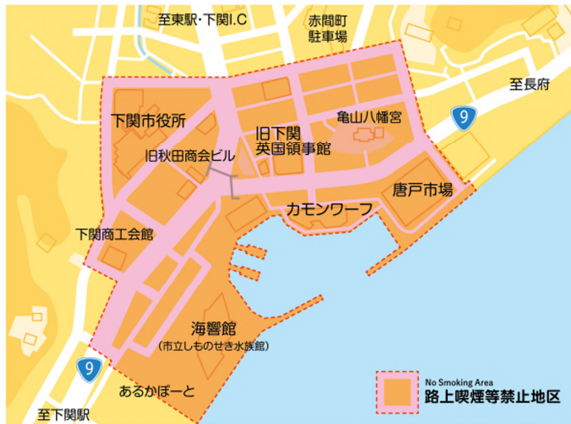 至東駅・下関I.C
赤間町
駐車場
至長府
9
下関市役所
旧下関
英国領事館
亀山八幡宮
旧秋田商会ビル
唐戸市場
カモンワーフ
下関商工会館
海響館
(市立しものせき水族館)
9
あるかぽーと
至下関駅
No Smoking Area
路上喫煙等禁止地区